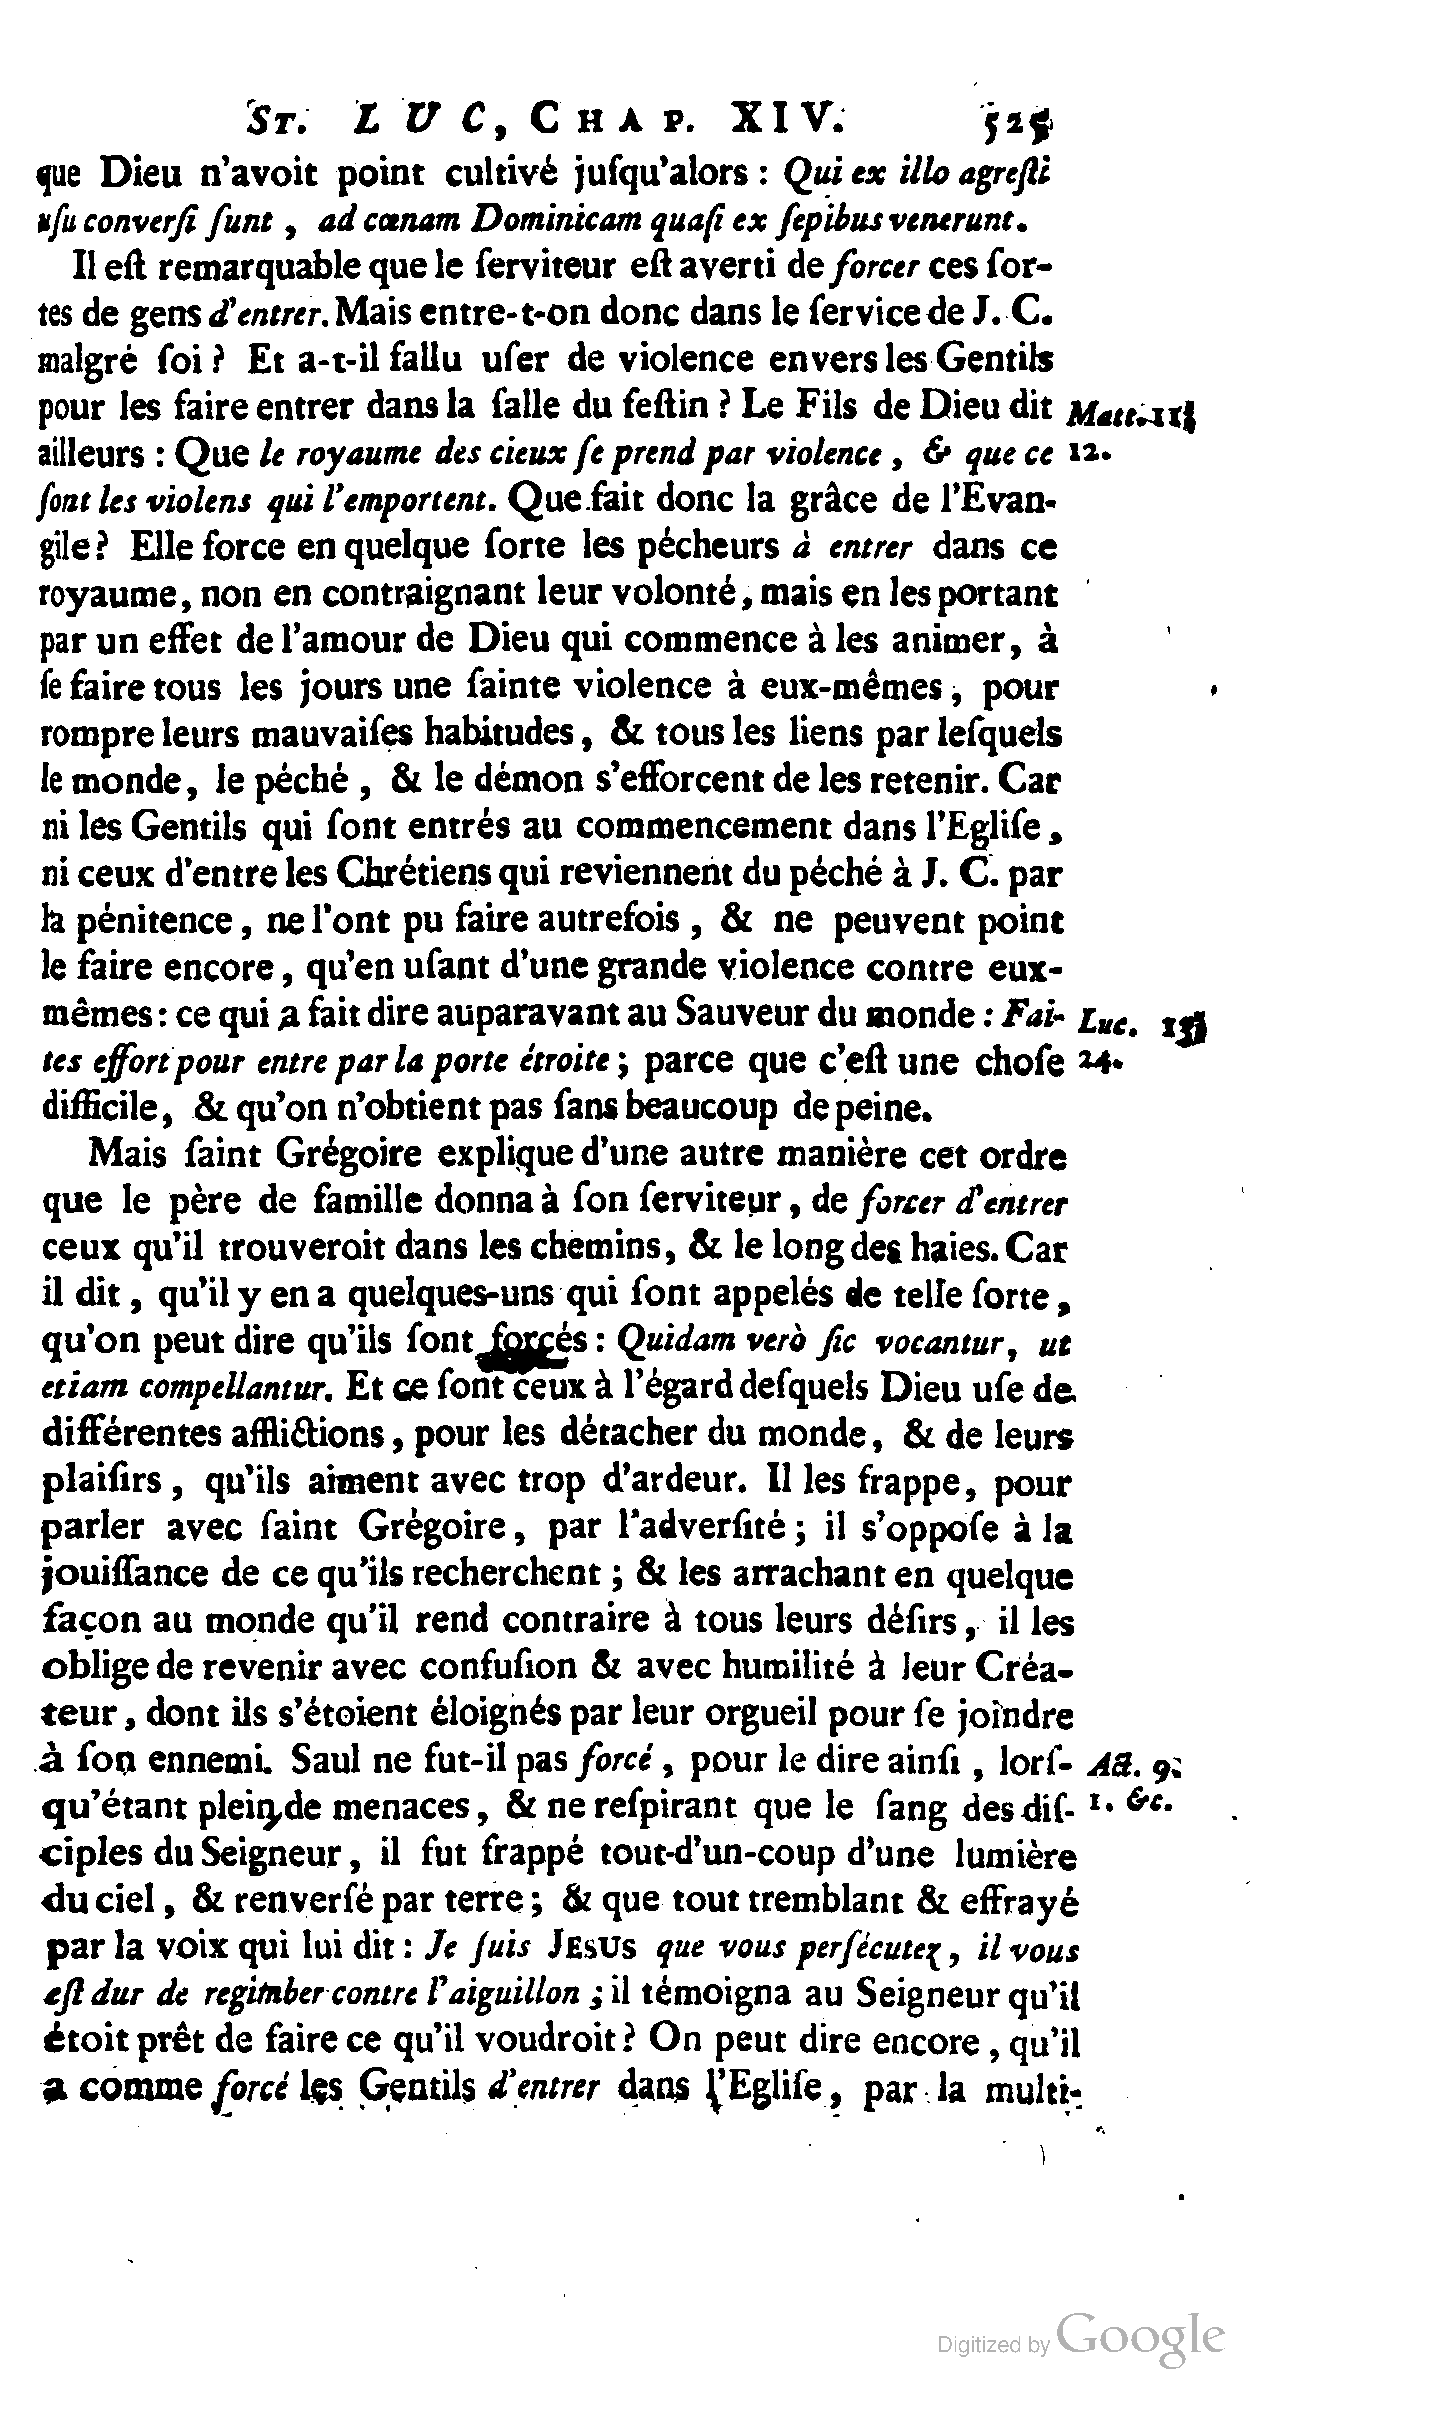 ST. LUC, CHAP. XIV. 525
que Dieu n'avoit point cultivé juſqu'alors : Qui ex illo agreſti
uſu converſi ſunt, ad cœnam Dominicam quaſi ex ſepibus venerunt.
Il eſt remarquable que le ſerviteur eſt averti de forcer ces ſor-
tes de gens d'entrer. Mais entre-t-on donc dans le ſervice de J. C.
malgré ſoi ? Et a-t-il fallu uſer de violence envers les Gentils
pour les faire entrer dans la ſalle du feſtin ? Le Fils de Dieu dit Matt. 11.
ailleurs : Que le royaume des cieux ſe prend par violence, & que ce 12.
ſont les violens qui l'emportent. Que fait donc la grâce de l'Evan-
gile ? Elle force en quelque ſorte les pécheurs à entrer dans ce
royaume, non en contraignant leur volonté, mais en les portant
par un effet de l'amour de Dieu qui commence à les animer, à
ſe faire tous les jours une ſainte violence à eux-mêmes, pour
rompre leurs mauvaiſes habitudes, & tous les liens par leſquels
le monde, le péché, & le démon s'efforcent de les retenir. Car
ni les Gentils qui ſont entrés au commencement dans l'Egliſe,
ni ceux d'entre les Chrétiens qui reviennent du péché à J. C. par
la pénitence, ne l'ont pu faire autrefois, & ne peuvent point
le faire encore, qu'en uſant d'une grande violence contre eux-
mêmes : ce qui a fait dire auparavant au Sauveur du monde : Fai- Luc. 13.
tes effort pour entre par la porte étroite ; parce que c'eſt une choſe 24.
difficile, & qu'on n'obtient pas ſans beaucoup de peine.
Mais ſaint Grégoire explique d'une autre manière cet ordre
que le père de famille donna à ſon ſerviteur, de forcer d'entrer
ceux qu'il trouveroit dans les chemins, & le long des haies. Car
il dit, qu'il y en a quelques-uns qui ſont appelés de telle ſorte,
qu'on peut dire qu'ils ſont forcés : Quidam verò ſic vocantur, ut
etiam compellantur. Et ce ſont ceux à l'égard deſquels Dieu uſe de
différentes afflictions, pour les détacher du monde, & de leurs
plaiſirs, qu'ils aiment avec trop d'ardeur. Il les frappe, pour
parler avec ſaint Grégoire, par l'adverſité ; il s'oppoſe à la
jouiſſance de ce qu'ils recherchent ; & les arrachant en quelque
façon au monde qu'il rend contraire à tous leurs déſirs, il les
oblige de revenir avec confuſion & avec humilité à leur Créa-
teur, dont ils s'étoient éloignés par leur orgueil pour ſe joindre
à ſon ennemi. Saul ne fut-il pas forcé, pour le dire ainſi, lorſ- Act. 9.
qu'étant plein de menaces, & ne reſpirant que le ſang des diſ- 1. &c.
ciples du Seigneur, il fut frappé tout-d'un-coup d'une lumière
du ciel, & renverſé par terre ; & que tout tremblant & effrayé
par la voix qui lui dit : Je ſuis JESUS que vous perſécutez, il vous
eſt dur de regimber contre l'aiguillon ; il témoigna au Seigneur qu'il
étoit prêt de faire ce qu'il voudroit ? On peut dire encore, qu'il
a comme forcé les Gentils d'entrer dans l'Egliſe, par la multi-
Digitized by Google